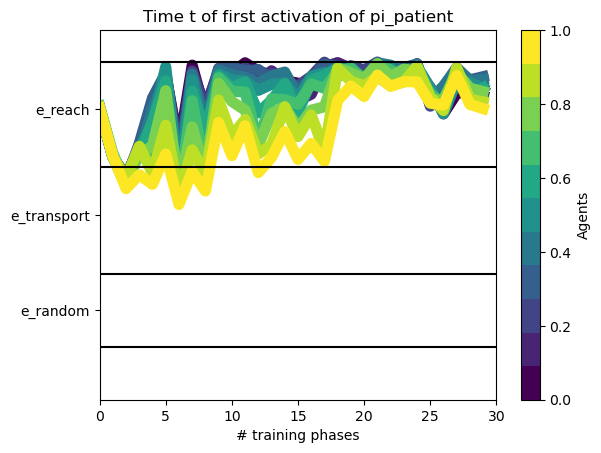 Time t of first activation of pi_patient
e_reach
e_transport
e_random
0
5
10
15
20
25
30
# training phases
1.0
0.8
0.6
0.4
0.2
0.0
Agents